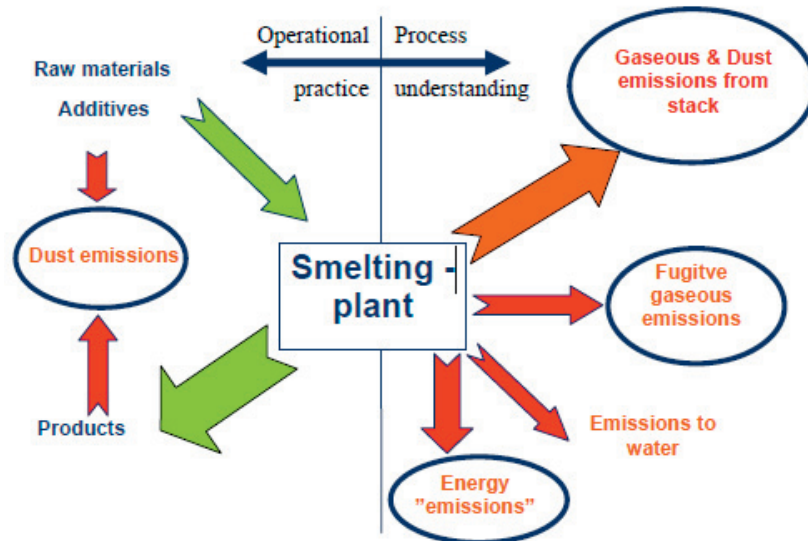 Operational
practice
Process
understanding
Raw materials
Additives
Dust emissions
Products
Smelting -
plant
Gaseous & Dust
emissions from
stack
Fugitve
gaseous
emissions
Emissions to
water
Energy
”emissions”